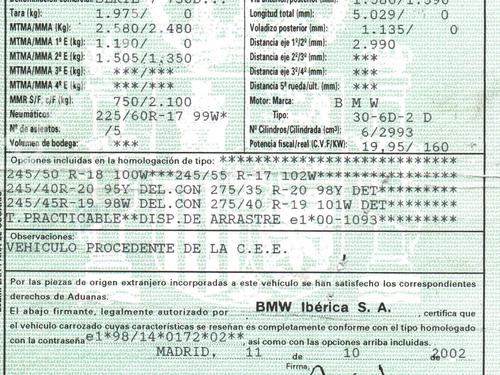 SERIE 7 730D...
Tara (kg): 1.975/ 0 Longitud total (mm): 5.029/ 0
MTMA/MMA (Kg): 2.580/2.480 Voladizo posterior (mm): 1.135/ 0
MTMA/MMA 1º E (kg): 1.190/ 0 Distancia eje 1º/2º (mm): 2.990
MTMA/MMA 2º E (kg): 1.505/1,350 Distancia eje 2º/3º (mm): ***
MTMA/MMA 3º E (kg): ***/*** Distancia eje 3º/4º (mm): ***
MTMA/MMA 4º E (kg): ***/*** Distancia 5ª rueda/ult. (mm): ***
MMR S/F, c/F (kg): 750/2.100 Motor: Marca: B M W
Neumáticos: 225/60R-17 99W* Tipo: 30-6D-2 D
Nº de asientos: /5 Nº Cilindros/Cilindrada (cm³): 6/2993
Volumen de bodega: *** Potencia fiscal/real (C.V.F/KW): 19,95/ 160
Opciones incluidas en la homologación de tipo: **********************
245/50 R-18 100W***245/55 R-17 102W*************
245/40R-20 95Y DEL.CON 275/35 R-20 98Y DET******
245/45R-19 98W DEL.CON 275/40 R-19 101W DET*****
T.PRACTICABLE**DISP.DE ARRASTRE e1*00-1093********
Observaciones:
VEHICULO PROCEDENTE DE LA C.E.E.
Por las piezas de origen extranjero incorporadas a este vehículo se han satisfecho los correspondientes
derechos de Aduanas.
El abajo firmante, legalmente autorizado por BMW Ibérica S. A. , certifica que
el vehículo carrozado cuyas características se reseñan es completamente conforme con el tipo homologado
con la contraseña e1*98/14*0172*02** así como con las opciones arriba incluidas.
MADRID, 11 de 10 de 2002
Firma: